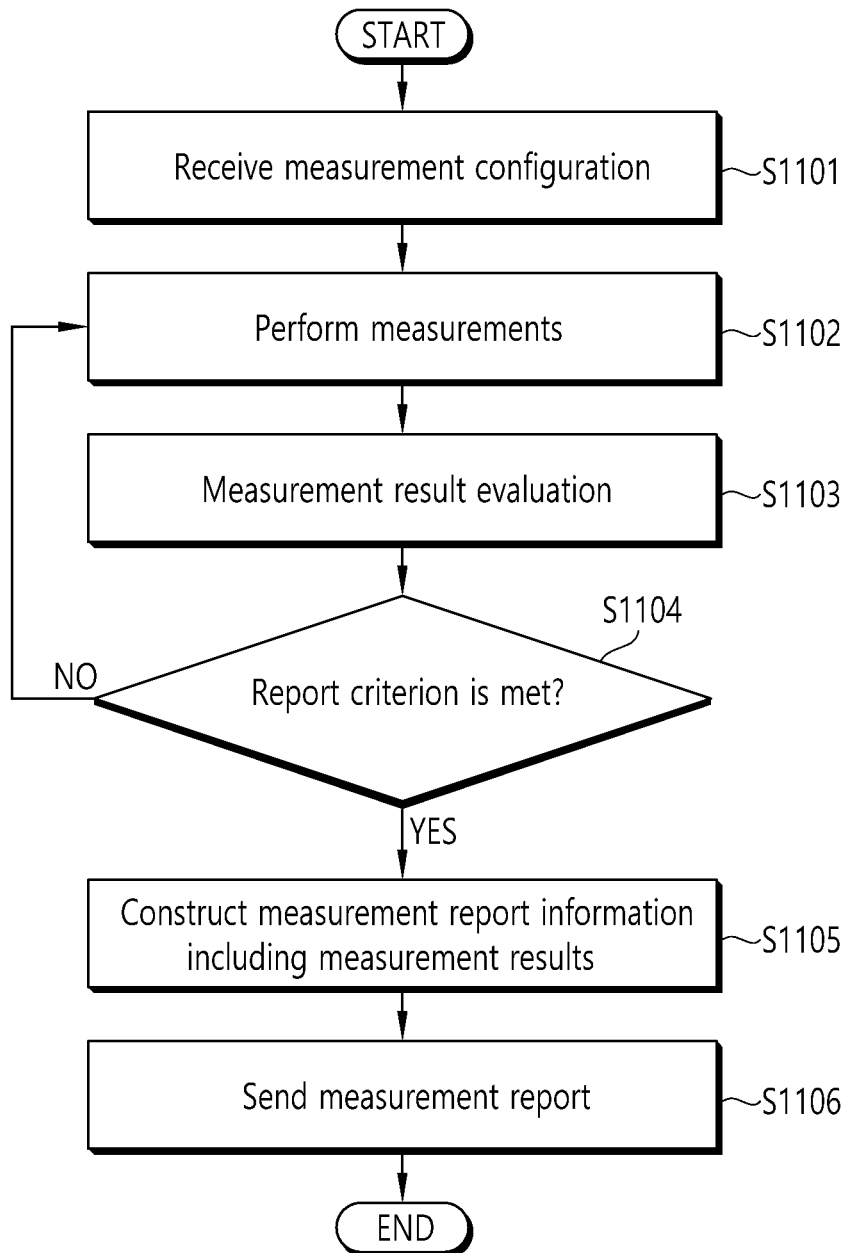 START
Receive measurement configuration
S1101
Perform measurements
S1102
Measurement result evaluation
S1103
S1104
Report criterion is met?
NO
YES
Construct measurement report information
including measurement results
S1105
Send measurement report
S1106
END